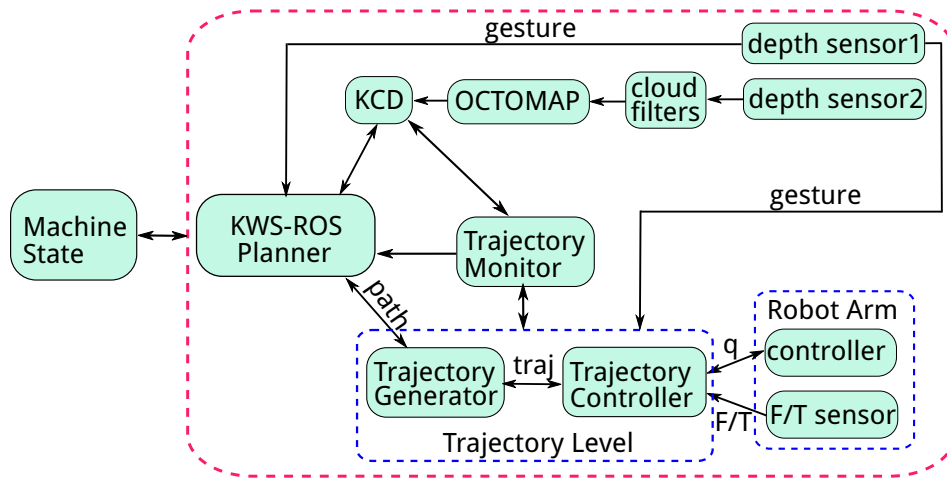 gesture
depth sensor1
KCD
OCTOMAP
cloud
filters
depth sensor2
gesture
Machine
State
KWS-ROS
Planner
Trajectory
Monitor
path
Robot Arm
q
controller
Trajectory
Generator
traj
Trajectory
Controller
F/T
F/T sensor
Trajectory Level